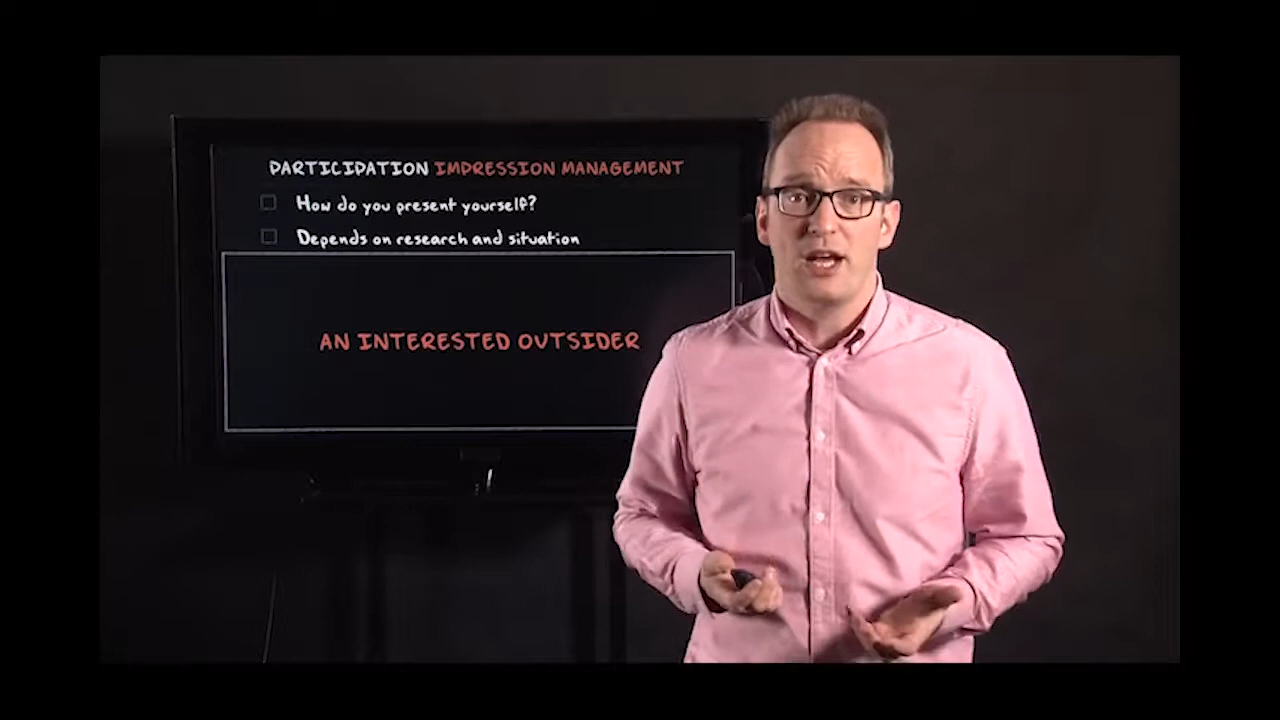 PARTICIPATION IMPRESSION MANAGEMENT
How do you present yourself?
Depends on research and situation
AN INTERESTED OUTSIDER